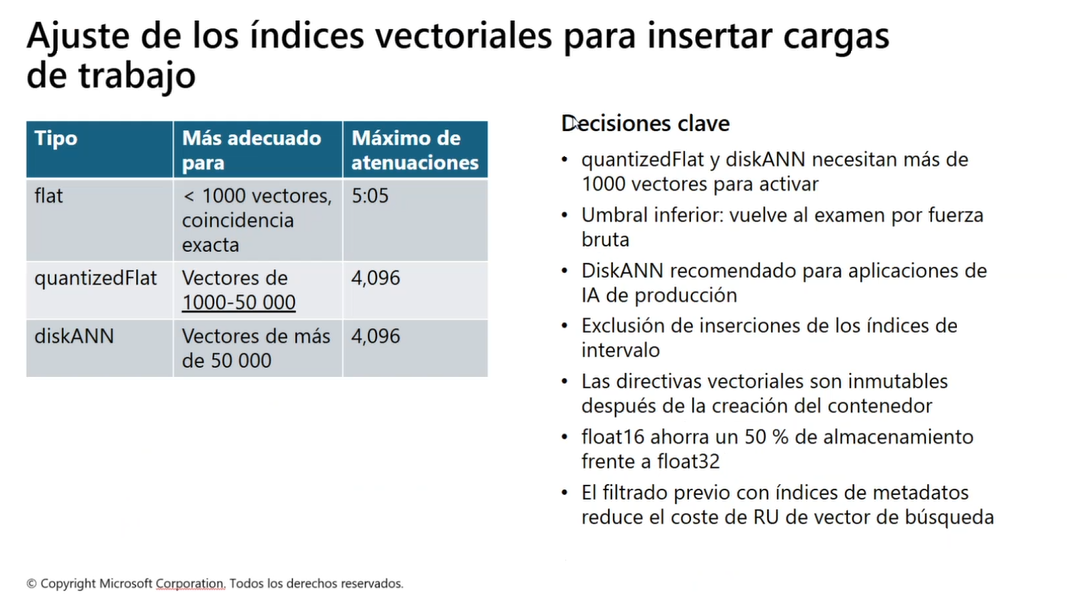 Ajuste de los índices vectoriales para insertar cargas
de trabajo
Tipo
Más adecuado
para
Máximo de
atenuaciones
flat
< 1000 vectores,
coincidencia
exacta
5:05
quantizedFlat
Vectores de
1000-50 000
4,096
diskANN
Vectores de más
de 50 000
4,096
Decisiones clave
• quantizedFlat y diskANN necesitan más de
1000 vectores para activar
• Umbral inferior: vuelve al examen por fuerza
bruta
• DiskANN recomendado para aplicaciones de
IA de producción
• Exclusión de inserciones de los índices de
intervalo
• Las directivas vectoriales son inmutables
después de la creación del contenedor
• float16 ahorra un 50 % de almacenamiento
frente a float32
• El filtrado previo con índices de metadatos
reduce el coste de RU de vector de búsqueda
© Copyright Microsoft Corporation. Todos los derechos reservados.